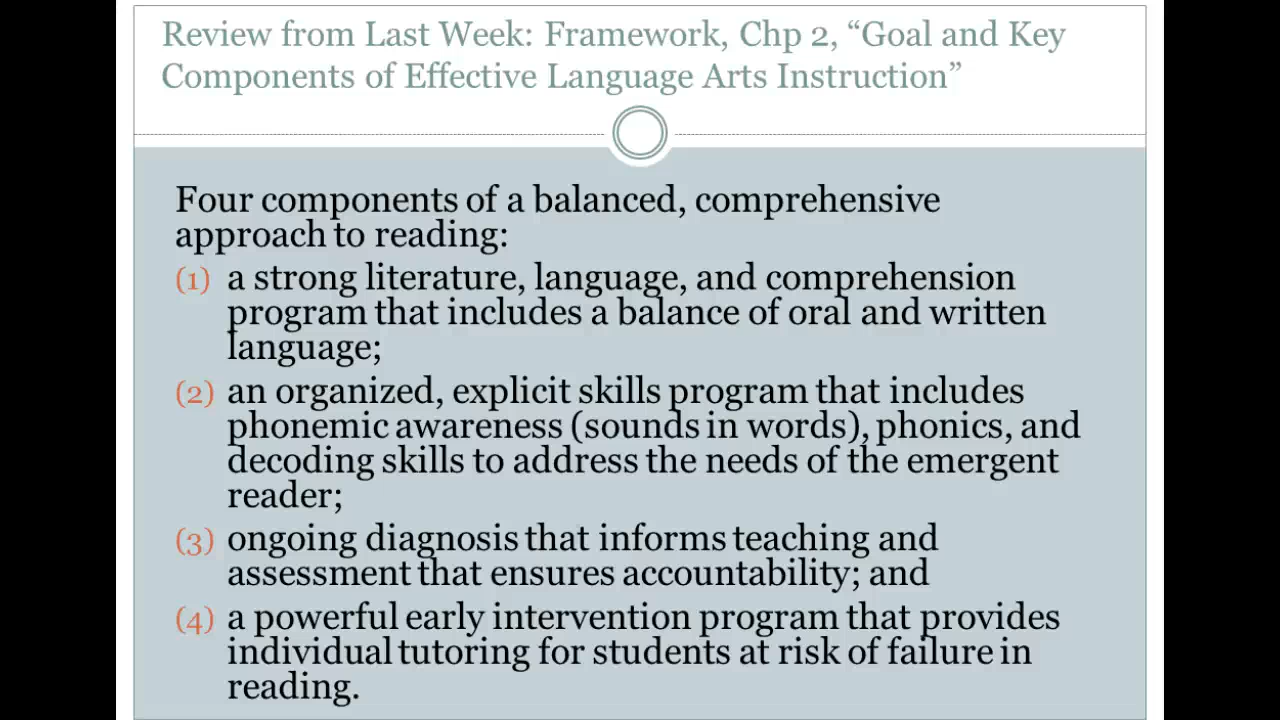 Review from Last Week: Framework, Chp 2, “Goal and Key
Components of Effective Language Arts Instruction”
Four components of a balanced, comprehensive
approach to reading:
(1) a strong literature, language, and comprehension
program that includes a balance of oral and written
language;
(2) an organized, explicit skills program that includes
phonemic awareness (sounds in words), phonics, and
decoding skills to address the needs of the emergent
reader;
(3) ongoing diagnosis that informs teaching and
assessment that ensures accountability; and
(4) a powerful early intervention program that provides
individual tutoring for students at risk of failure in
reading.